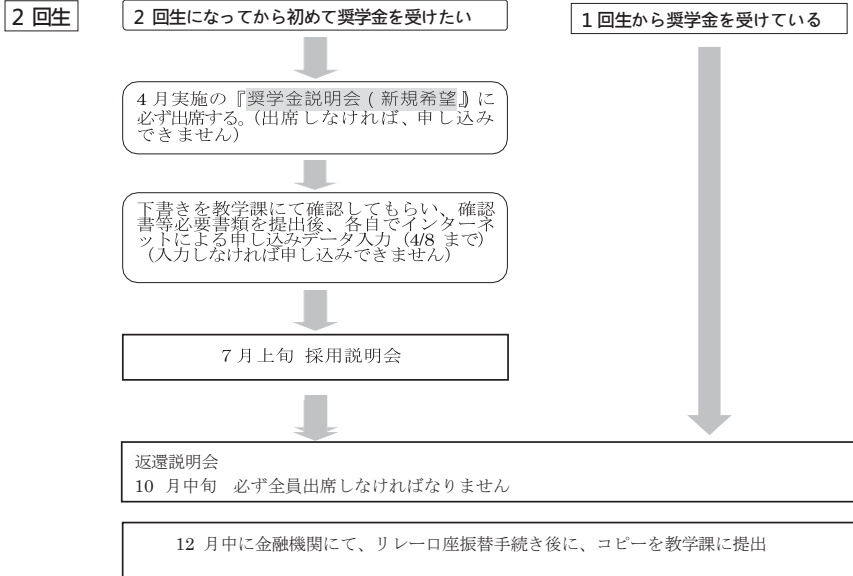 2 回生
2 回生になってから初めて奨学金を受けたい
1回生から奨学金を受けている
4月実施の『奨学金説明会(新規希望』)に
必ず出席する。(出席しなければ、申し込み
できません)
下書きを教学課にて確認してもらい、確認
書等必要書類を提出後、各自でインターネ
ットによる申し込みデータ入力(4/8 まで)
(入力しなければ申し込みできません)
7月上旬 採用説明会
返還説明会
10 月中旬 必ず全員出席しなければなりません
12 月中に金融機関にて、リレー口座振替手続き後に、コピーを教学課に提出